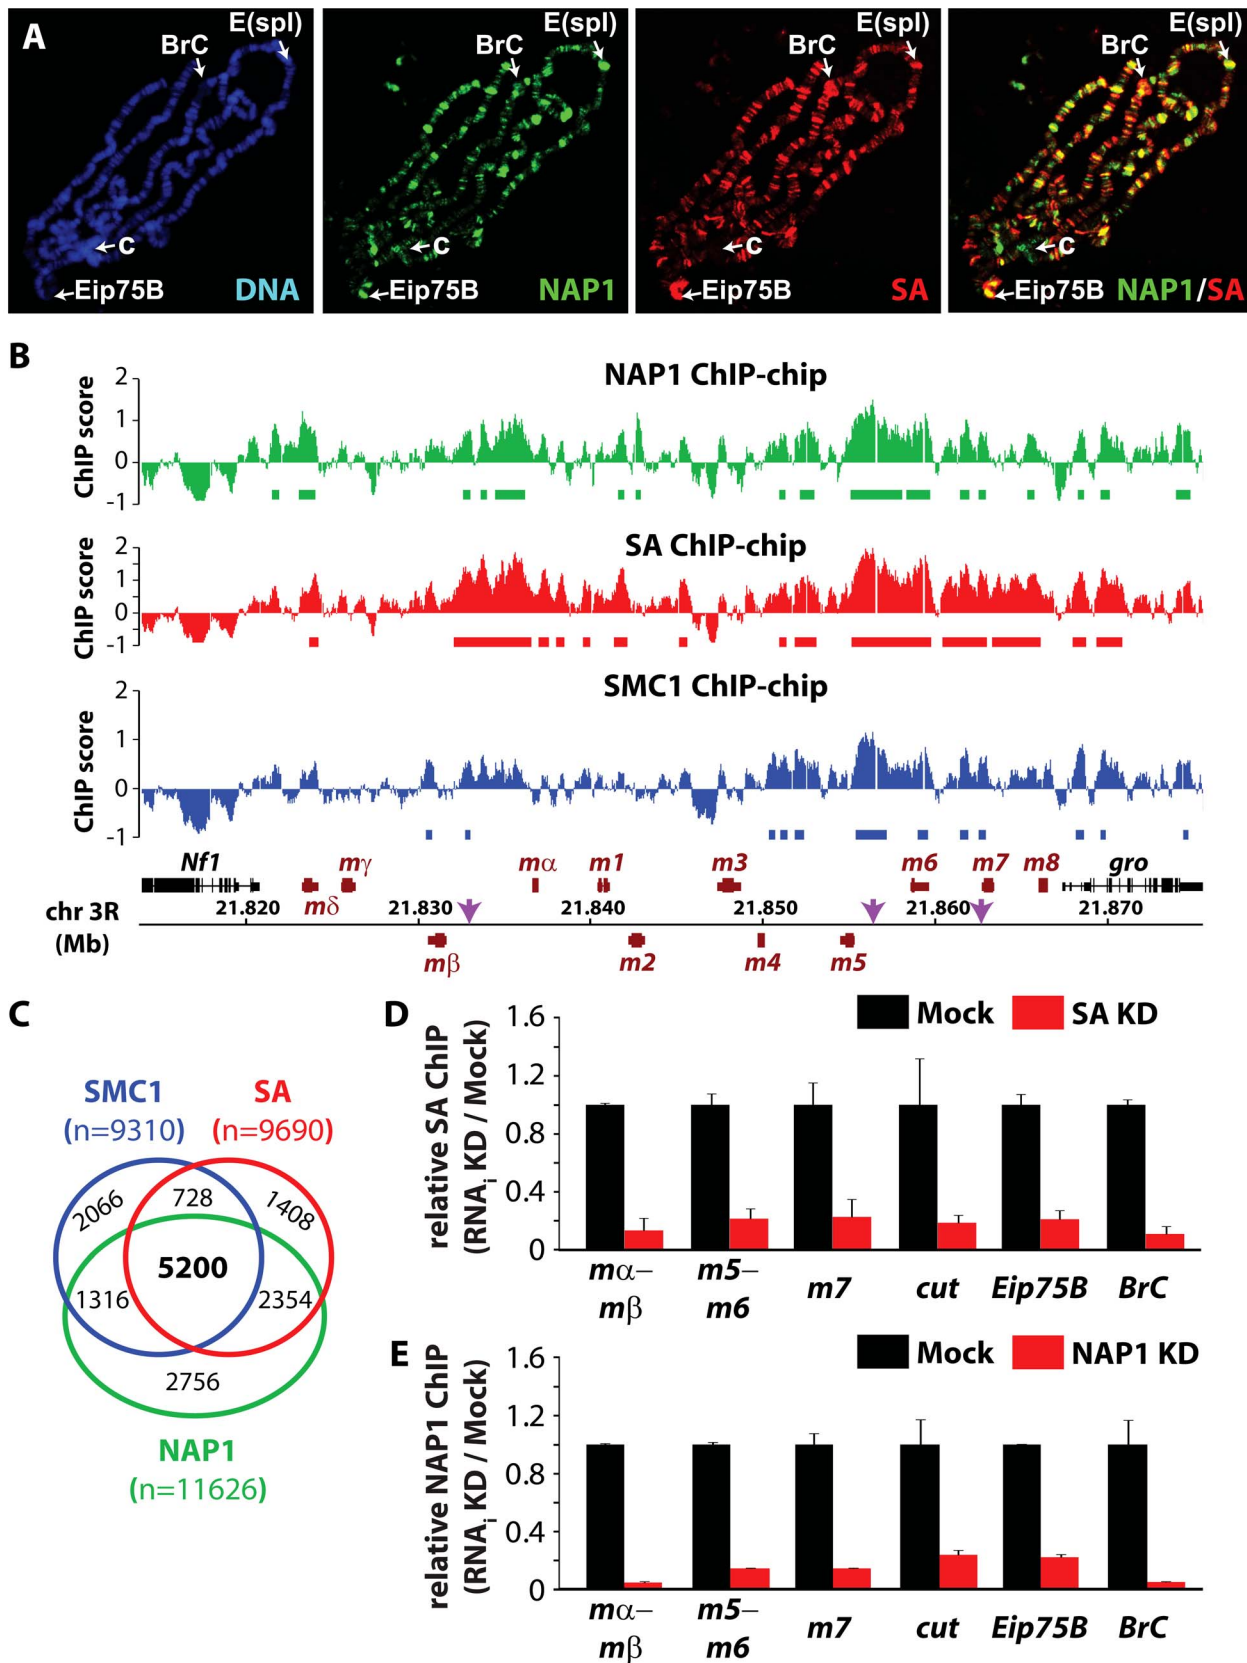 A
BrC
E(spl)
C
Eip75B
DNA
BrC
E(spl)
C
Eip75B
NAP1
BrC
E(spl)
C
Eip75B
SA
BrC
E(spl)
C
Eip75B
NAP1/SA
B
NAP1 ChIP-chip
ChIP score
2
1
0
-1
SA ChIP-chip
ChIP score
2
1
0
-1
SMC1 ChIP-chip
ChIP score
2
1
0
-1
Nf1 mγ mα m1 m3 m6 m7 m8 gro
mδ
chr 3R
(Mb)
21.820 21.830 21.840 21.850 21.860 21.870
mβ m2 m4 m5
C
SMC1
(n=9310)
SA
(n=9690)
2066 728 1408
5200
1316 2354
2756
NAP1
(n=11626)
D
Mock SA KD
relative SA ChIP
(RNAi KD / Mock)
1.6
1.2
0.8
0.4
0
mα–
mβ
m5–
m6
m7
cut
Eip75B
BrC
E
Mock NAP1 KD
relative NAP1 ChIP
(RNAi KD / Mock)
1.6
1.2
0.8
0.4
0
mα–
mβ
m5–
m6
m7
cut
Eip75B
BrC